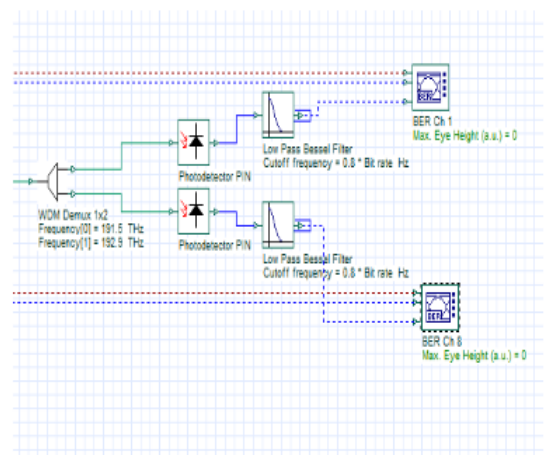 BER Ch 1
Max. Eye Height (a.u.) = 0
Low Pass Bessel Filter
Cutoff frequency = 0.8 * Bit rate Hz
Photodetector PIN
WDM Demux 1x2
Frequency[0] = 191.5 THz
Frequency[1] = 192.9 THz
Photodetector PIN
Low Pass Bessel Filter
Cutoff frequency = 0.8 * Bit rate Hz
BER Ch 8
Max. Eye Height (a.u.) = 0